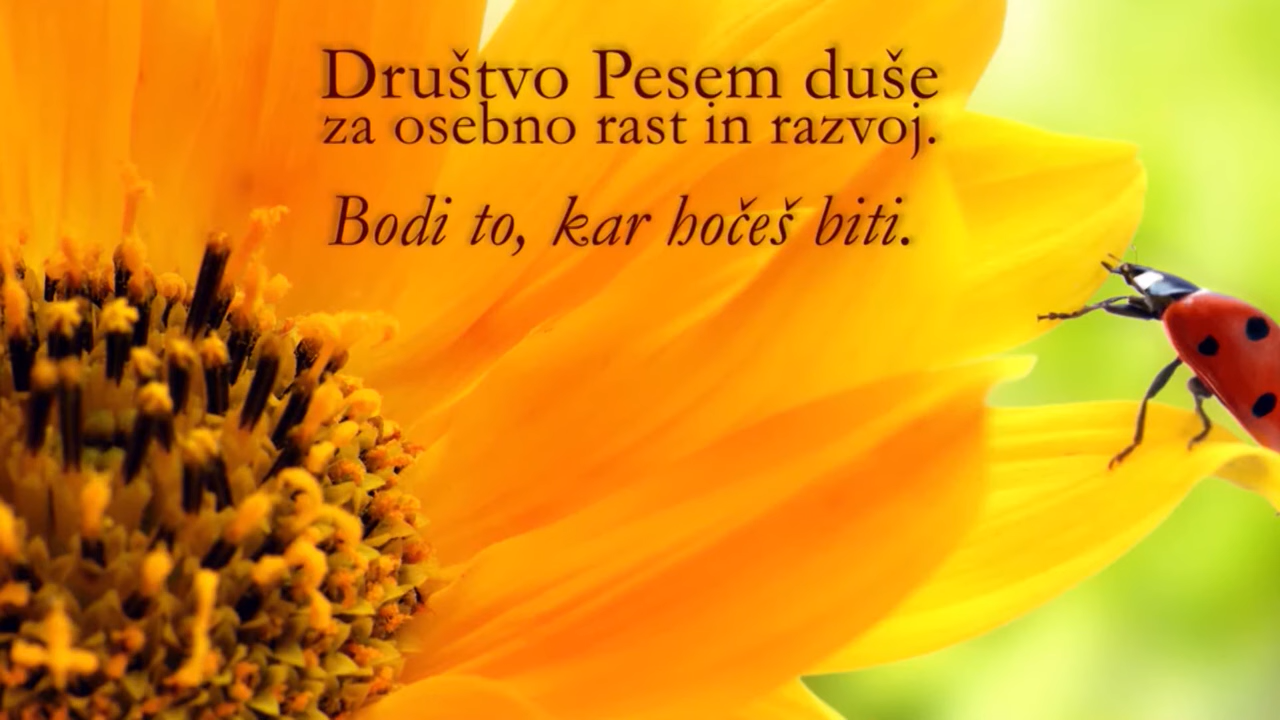 Društvo Pesem duše
za osebno rast in razvoj.
Bodi to, kar hočeš biti.